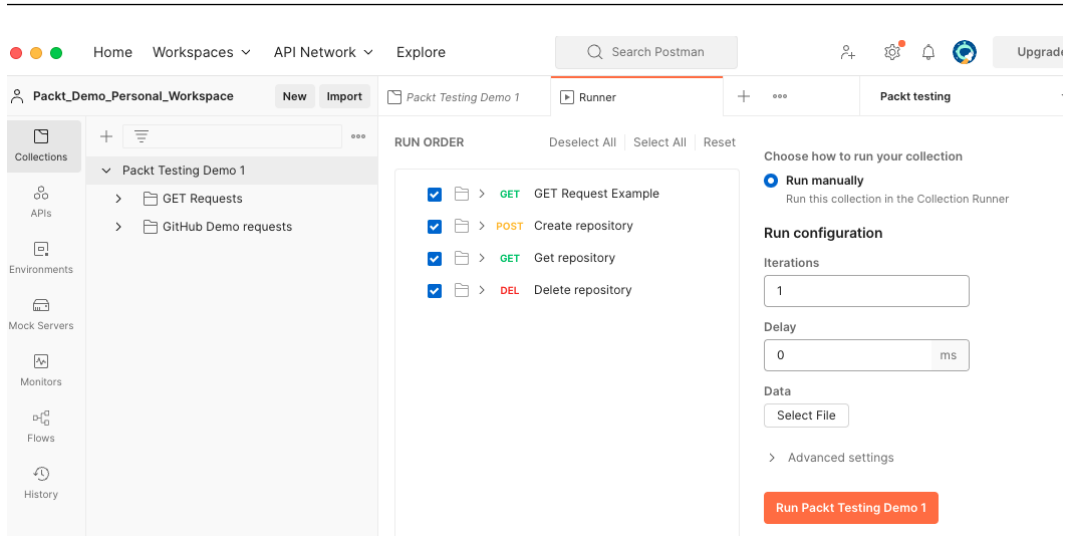 Home Workspaces API Network Explore Search Postman Upgrade
Packt_Demo_Personal_Workspace New Import Packt Testing Demo 1 Runner Packt testing
Collections
APIs
Environments
Mock Servers
Monitors
Flows
History
Packt Testing Demo 1
GET Requests
GitHub Demo requests
RUN ORDER Deselect All Select All Reset
GET GET Request Example
POST Create repository
GET Get repository
DEL Delete repository
Choose how to run your collection
Run manually
Run this collection in the Collection Runner
Run configuration
Iterations
1
Delay
0 ms
Data
Select File
Advanced settings
Run Packt Testing Demo 1